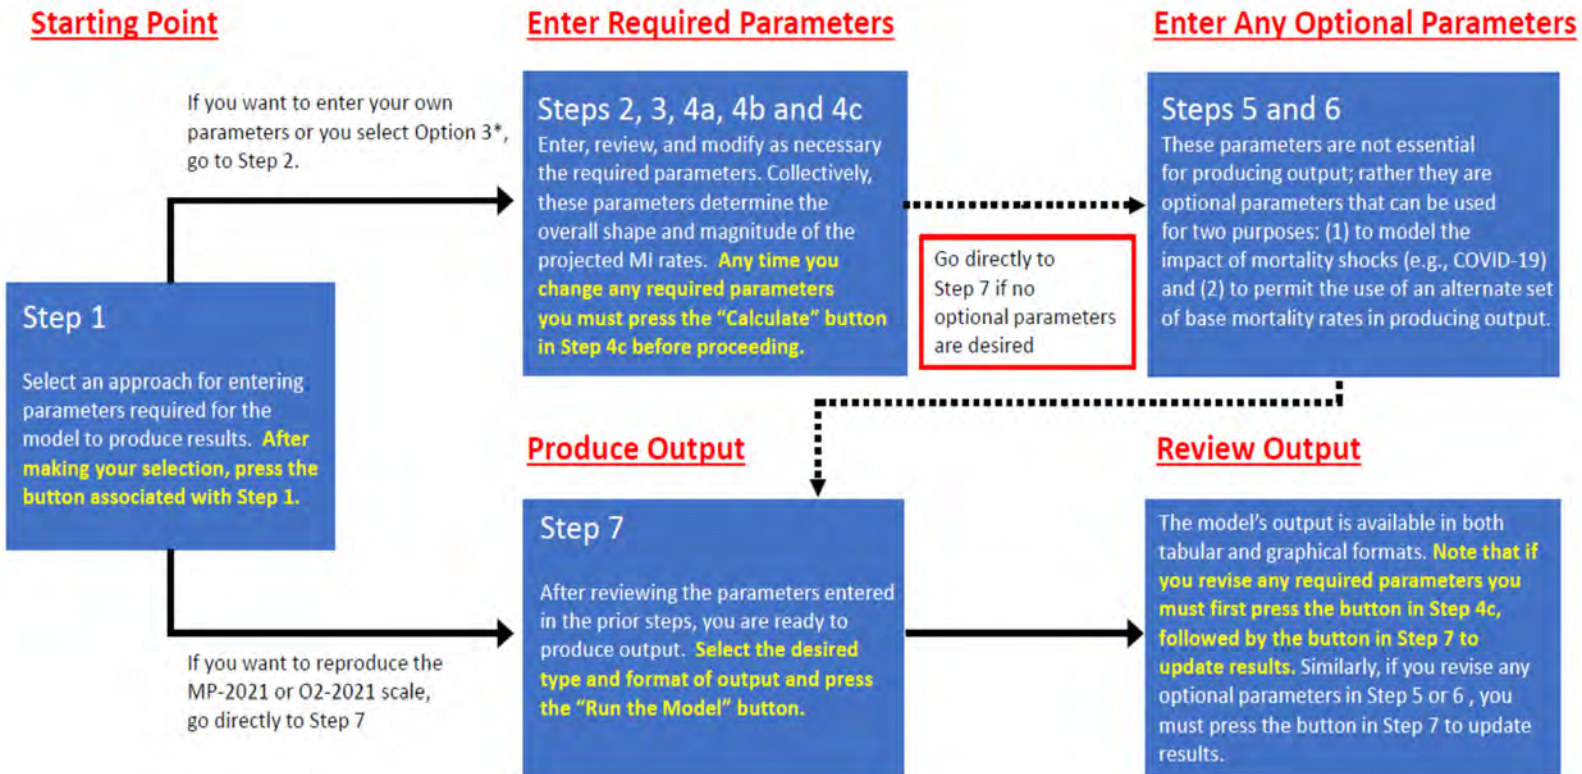 Starting Point
If you want to enter your own
parameters or you select Option 3*,
go to Step 2.
Step 1
Select an approach for entering
parameters required for the
model to produce results. After
making your selection, press the
button associated with Step 1.
If you want to reproduce the
MP-2021 or O2-2021 scale,
go directly to Step 7
Enter Required Parameters
Steps 2, 3, 4a, 4b and 4c
Enter, review, and modify as necessary
the required parameters. Collectively,
these parameters determine the
overall shape and magnitude of the
projected MI rates. Any time you
change any required parameters
you must press the “Calculate” button
in Step 4c before proceeding.
Go directly to
Step 7 if no
optional parameters
are desired
Enter Any Optional Parameters
Steps 5 and 6
These parameters are not essential
for producing output; rather they are
optional parameters that can be used
for two purposes: (1) to model the
impact of mortality shocks (e.g., COVID-19)
and (2) to permit the use of an alternate set
of base mortality rates in producing output.
Produce Output
Step 7
After reviewing the parameters entered
in the prior steps, you are ready to
produce output. Select the desired
type and format of output and press
the “Run the Model” button.
Review Output
The model’s output is available in both
tabular and graphical formats. Note that if
you revise any required parameters you
must first press the button in Step 4c,
followed by the button in Step 7 to
update results. Similarly, if you revise any
optional parameters in Step 5 or 6 , you
must press the button in Step 7 to update
results.